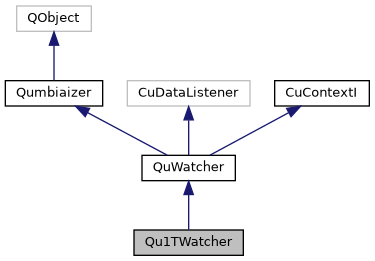 QObject
Qumbiaizer
CuDataListener
CuContextI
QuWatcher
Qu1TWatcher